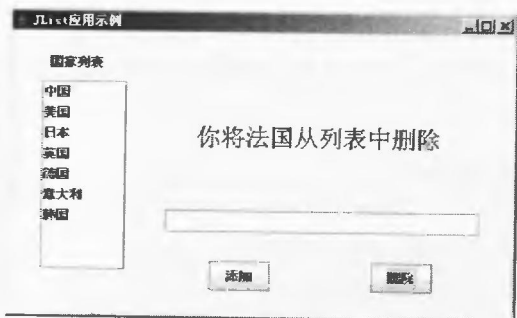 JList应用示例
国家列表
中国
美国
日本
英国
德国
意大利
韩国
你将法国从列表中删除
添加
删除